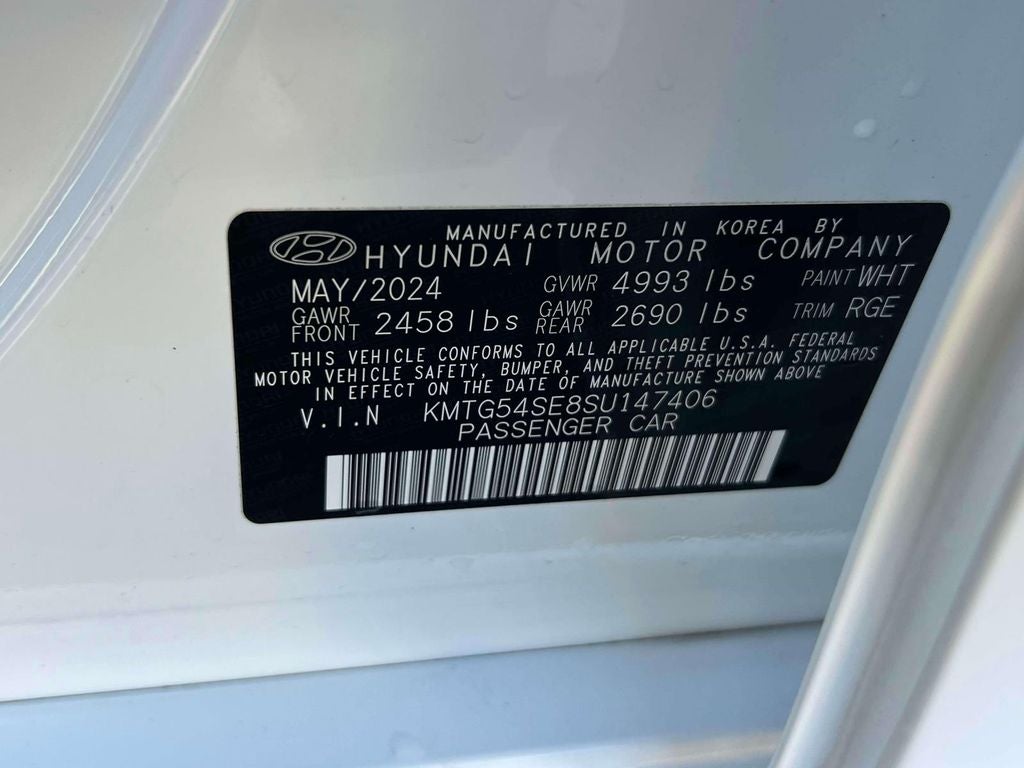 MANUFACTURED IN KOREA BY
HYUNDAI MOTOR COMPANY
MAY/2024 GVWR 4993 lbs PAINT WHT
GAWR FRONT 2458 lbs GAWR REAR 2690 lbs TRIM RGE
THIS VEHICLE CONFORMS TO ALL APPLICABLE U.S.A. FEDERAL
MOTOR VEHICLE SAFETY, BUMPER, AND THEFT PREVENTION STANDARDS
IN EFFECT ON THE DATE OF MANUFACTURE SHOWN ABOVE
V.I.N KMTG54SE8SU147406
PASSENGER CAR